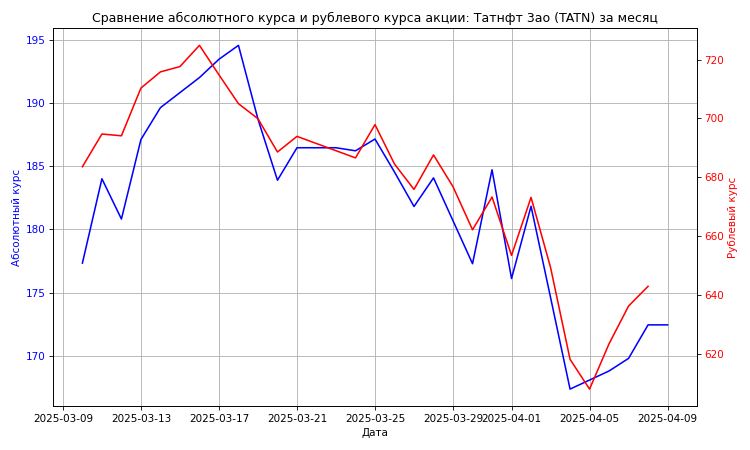 Сравнение абсолютного курса и рублевого курса акции: Татнфт 3ао (TATN) за месяц
195
190
185
180
175
170
Абсолютный курс
720
700
680
660
640
620
Рублевый курс
2025-03-09 2025-03-13 2025-03-17 2025-03-21 2025-03-25 2025-03-29 2025-04-01 2025-04-05 2025-04-09
Дата